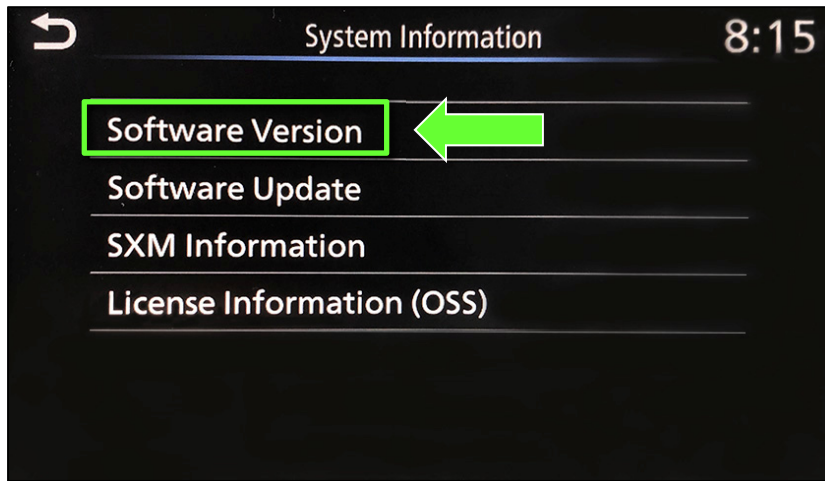 System Information
8:15
Software Version
Software Update
SXM Information
License Information (OSS)